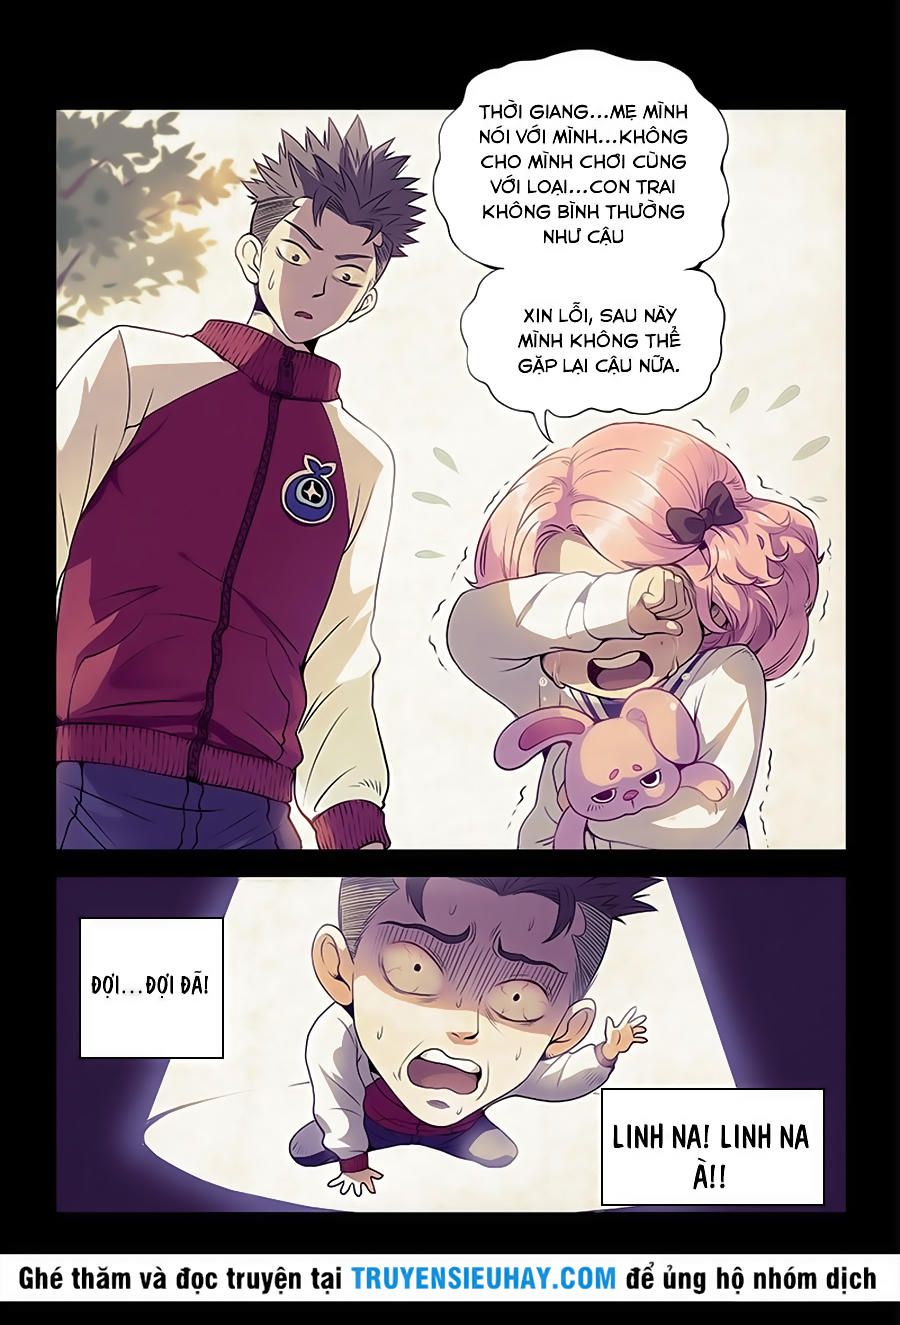 THỜI GIANG...MẸ MÌNH
NÓI VỚI MÌNH...KHÔNG
CHO MÌNH CHƠI CÙNG
VỚI LOẠI...CON TRAI
KHÔNG BÌNH THƯỜNG
NHƯ CẬU
XIN LỖI, SAU NÀY
MÌNH KHÔNG THỂ
GẶP LẠI CẬU NỮA.
ĐỢI...ĐỢI ĐÃ!
LINH NA! LINH NA
À!!
Ghé thăm và đọc truyện tại TRUYENSIEUHAY.COM để ủng hộ nhóm dịch